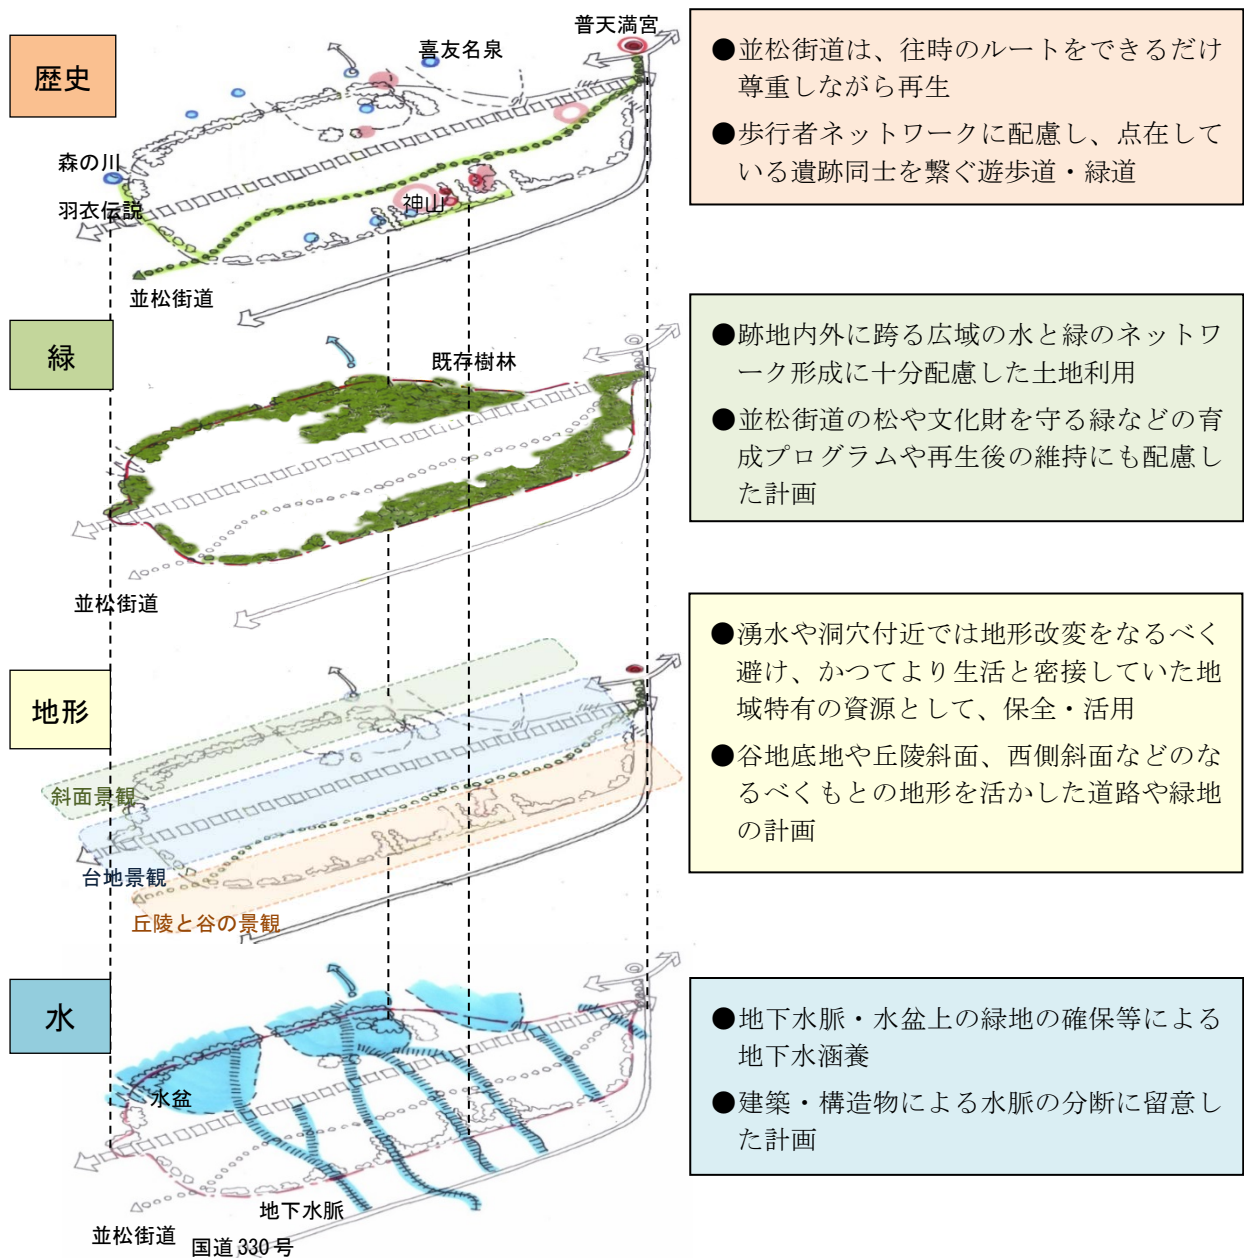 歴史
普天満宮
喜友名泉
森の川
羽衣伝説
神山
並松街道
●並松街道は、往時のルートをできるだけ
尊重しながら再生
●歩行者ネットワークに配慮し、点在して
いる遺跡同士を繋ぐ遊歩道・緑道
緑
既存樹林
並松街道
●跡地内外に跨る広域の水と緑のネットワ
ーク形成に十分配慮した土地利用
●並松街道の松や文化財を守る緑などの育
成プログラムや再生後の維持にも配慮し
た計画
地形
斜面景観
台地景観
丘陵と谷の景観
●湧水や洞穴付近では地形改変をなるべく
避け、かつてより生活と密接していた地
域特有の資源として、保全・活用
●谷地底地や丘陵斜面、西側斜面などのな
るべくもとの地形を活かした道路や緑地
の計画
水
水盆
地下水脈
並松街道
国道330号
●地下水脈・水盆上の緑地の確保等による
地下水涵養
●建築・構造物による水脈の分断に留意し
た計画